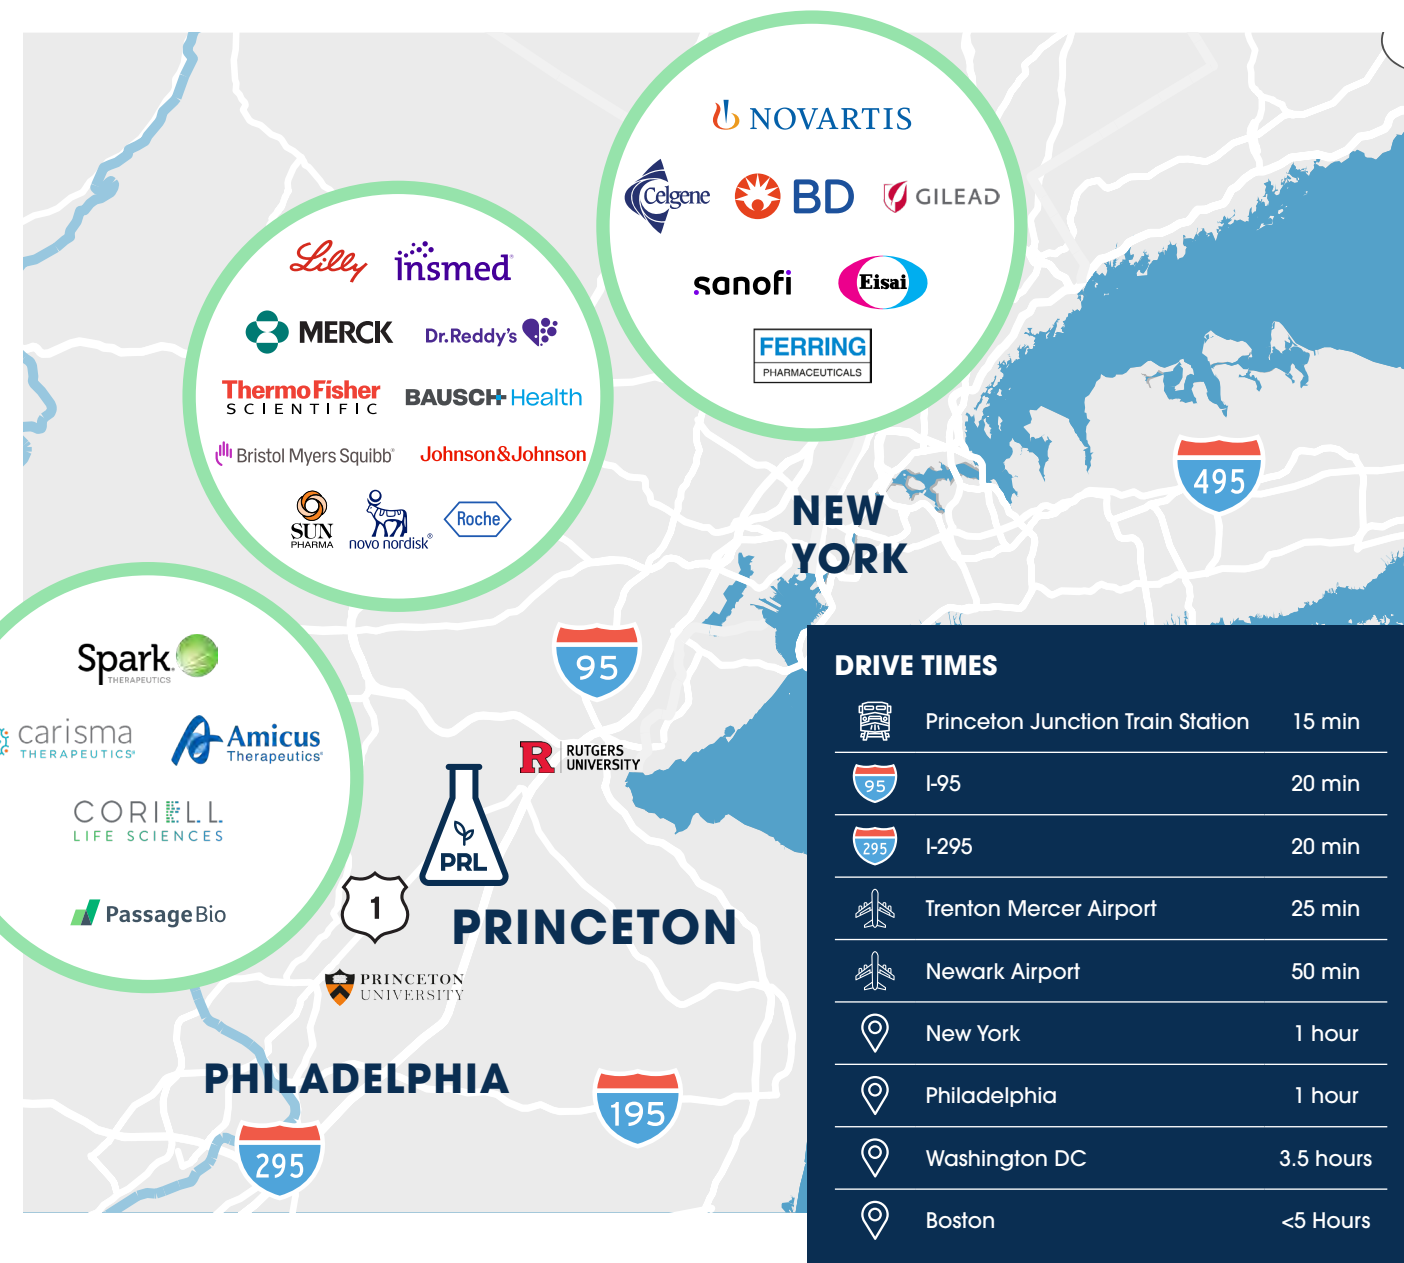 NOVARTIS
Celgene
BD
GILEAD
sanofi
Eisai
FERRING
PHARMACEUTICALS
Lilly
insmed
MERCK
Dr.Reddy's
ThermoFisher
SCIENTIFIC
BAUSCH+Health
Bristol Myers Squibb®
Johnson&Johnson
SUN
PHARMA
novo nordisk®
Roche
495
NEW
YORK
95
Spark
THERAPEUTICS
carisma
THERAPEUTICS®
Amicus
Therapeutics®
CORIELL
LIFE SCIENCES
PassageBio
R
RUTGERS
UNIVERSITY
PRL
1
PRINCETON
PRINCETON
UNIVERSITY
PHILADELPHIA
195
295
DRIVE TIMES
Princeton Junction Train Station 15 min
95 I-95 20 min
295 I-295 20 min
Trenton Mercer Airport 25 min
Newark Airport 50 min
New York 1 hour
Philadelphia 1 hour
Washington DC 3.5 hours
Boston <5 Hours